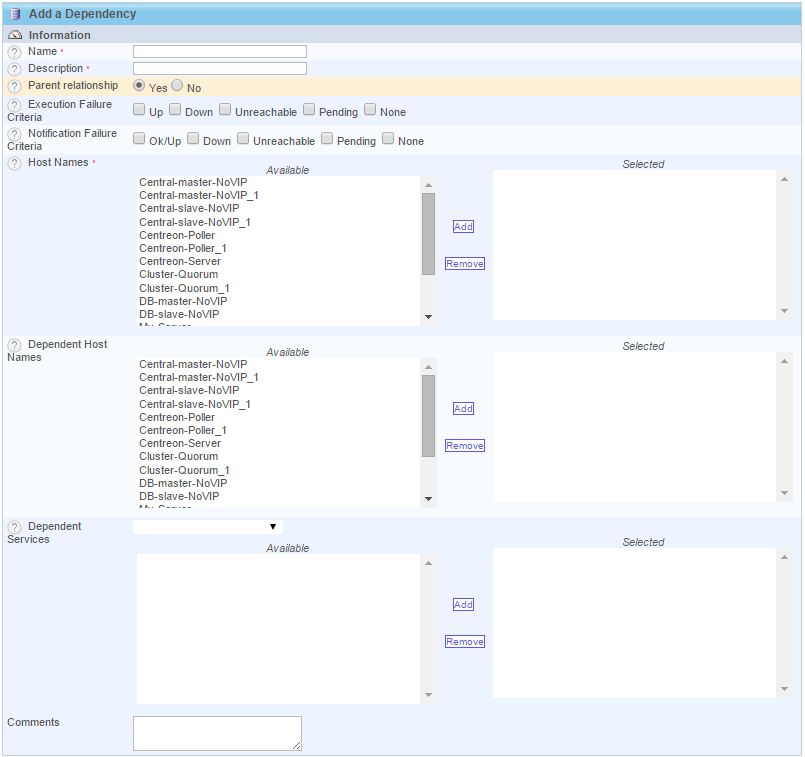 Add a Dependency
Information
? Name *
? Description *
? Parent relationship Yes No
? Execution Failure Criteria Up Down Unreachable Pending None
? Notification Failure Criteria Ok/Up Down Unreachable Pending None
? Host Names *
Available
Selected
Central-master-NoVIP
Central-master-NoVIP_1
Central-slave-NoVIP
Central-slave-NoVIP_1
Centreon-Poller
Centreon-Poller_1
Centreon-Server
Cluster-Quorum
Cluster-Quorum_1
DB-master-NoVIP
DB-slave-NoVIP
My-Server
Add
Remove
? Dependent Host Names
Available
Selected
Central-master-NoVIP
Central-master-NoVIP_1
Central-slave-NoVIP
Central-slave-NoVIP_1
Centreon-Poller
Centreon-Poller_1
Centreon-Server
Cluster-Quorum
Cluster-Quorum_1
DB-master-NoVIP
DB-slave-NoVIP
My-Server
Add
Remove
? Dependent Services
Available
Selected
Add
Remove
Comments